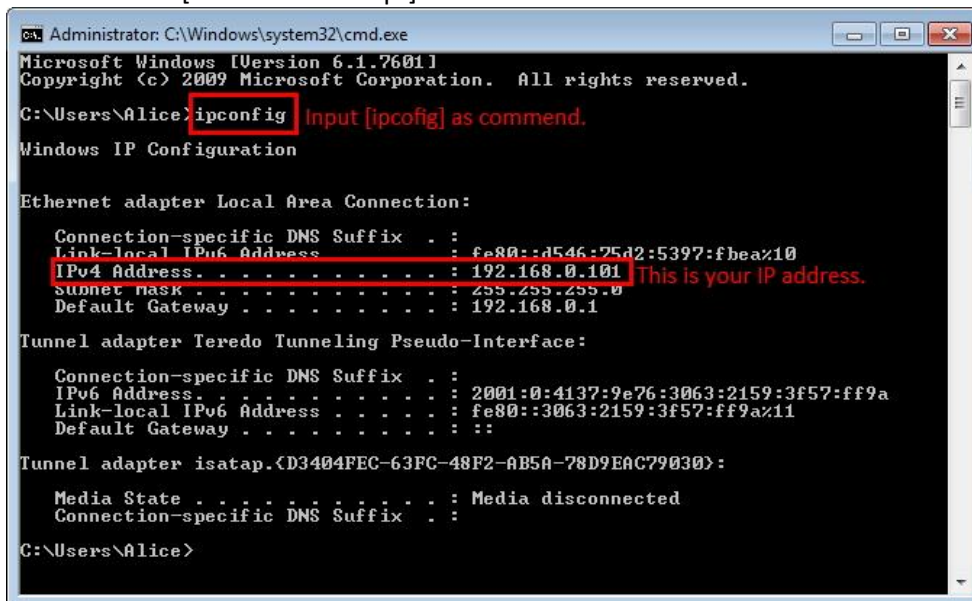 Administrator: C:\Windows\system32\cmd.exe
Microsoft Windows [Version 6.1.7601]
Copyright (c) 2009 Microsoft Corporation.  All rights reserved.
C:\Users\Alice>ipconfig Input [ipcofig] as commend.
Windows IP Configuration
Ethernet adapter Local Area Connection:
Connection-specific DNS Suffix  . :
Link-local IPv6 Address . . . . . : fe80::d546:75d2:5397:fbea%10
IPv4 Address. . . . . . . . . . . : 192.168.0.101 This is your IP address.
Subnet Mask . . . . . . . . . . . : 255.255.255.0
Default Gateway . . . . . . . . . : 192.168.0.1
Tunnel adapter Teredo Tunneling Pseudo-Interface:
Connection-specific DNS Suffix  . :
IPv6 Address. . . . . . . . . . . : 2001:0:4137:9e76:3063:2159:3f57:ff9a
Link-local IPv6 Address . . . . . : fe80::3063:2159:3f57:ff9a%11
Default Gateway . . . . . . . . . : ::
Tunnel adapter isatap.{D3404FEC-63FC-48F2-AB5A-78D9EAC79030}:
Media State . . . . . . . . . . . : Media disconnected
Connection-specific DNS Suffix  . :
C:\Users\Alice>